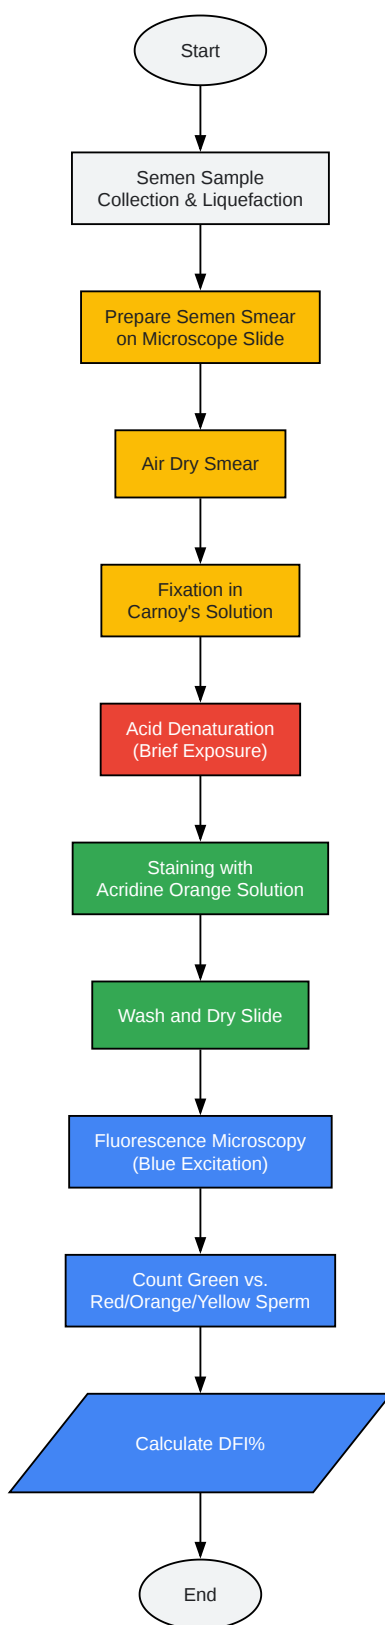 Start
Semen Sample
Collection & Liquefaction
Prepare Semen Smear
on Microscope Slide
Air Dry Smear
Fixation in
Carnoy's Solution
Acid Denaturation
(Brief Exposure)
Staining with
Acridine Orange Solution
Wash and Dry Slide
Fluorescence Microscopy
(Blue Excitation)
Count Green vs.
Red/Orange/Yellow Sperm
Calculate DFI%
End